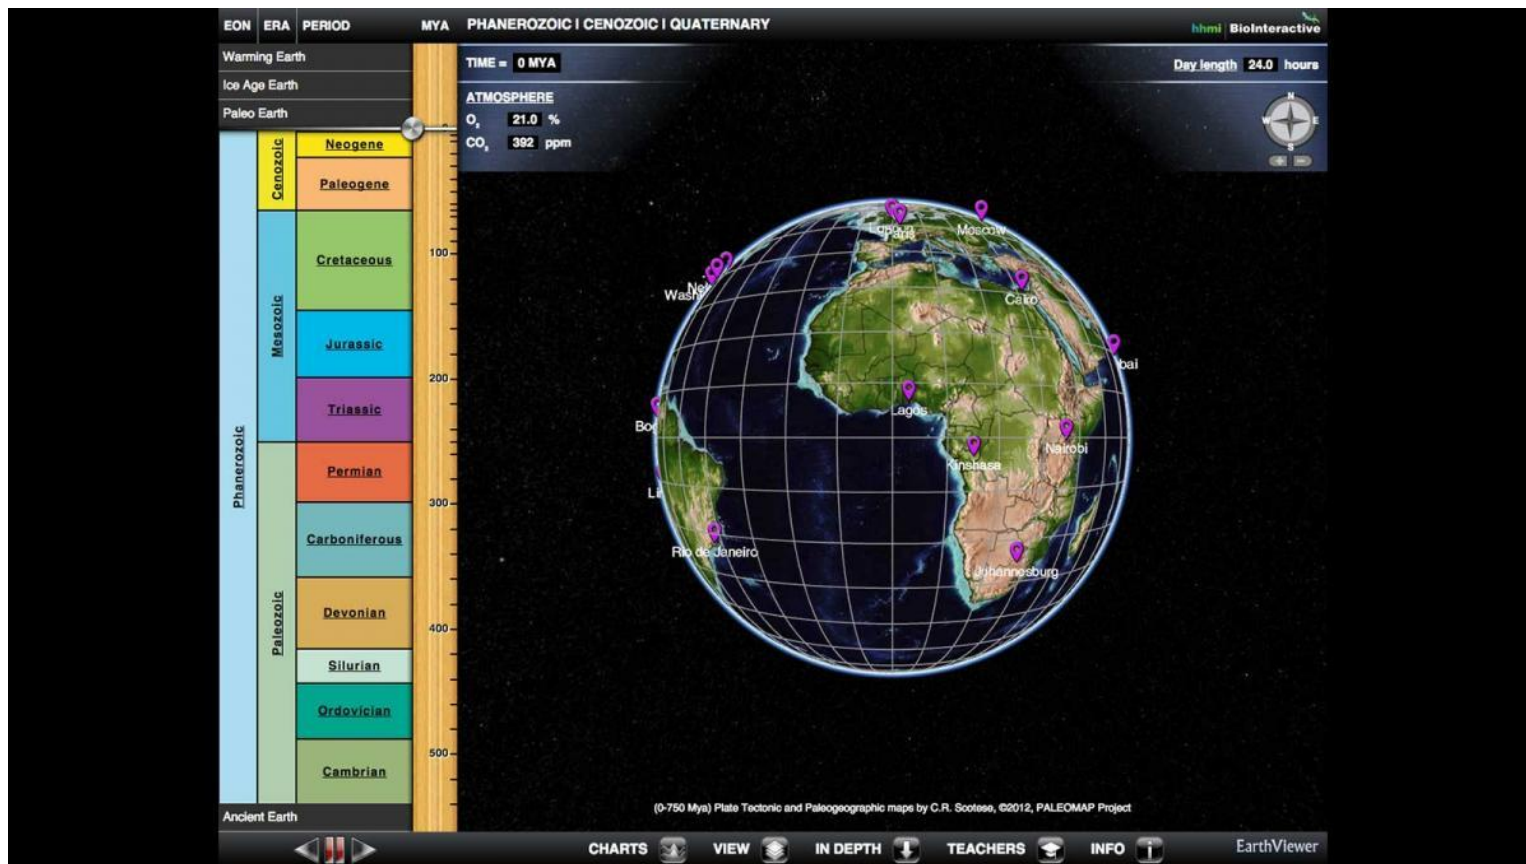 EON ERA PERIOD MYA PHANEROZOIC I CENOZOIC I QUATERNARY
hhmi BioInteractive
Warming Earth
Ice Age Earth
Paleo Earth
TIME = 0 MYA
Day length 24.0 hours
ATMOSPHERE
O₂ 21.0 %
CO₂ 392 ppm
N
W E
S
+ -
Phanerozoic
Cenozoic
Mesozoic
Paleozoic
Neogene
Paleogene
Cretaceous
Jurassic
Triassic
Permian
Carboniferous
Devonian
Silurian
Ordovician
Cambrian
100
200
300
400
500
Ancient Earth
Paris
Moscow
Cairo
Lagos
Kinshasa
Nairobi
Rio de Janeiro
Johannesburg
(0-750 Mya) Plate Tectonic and Paleogeographic maps by C.R. Scotese, ©2012, PALEOMAP Project
CHARTS VIEW IN DEPTH TEACHERS INFO i EarthViewer